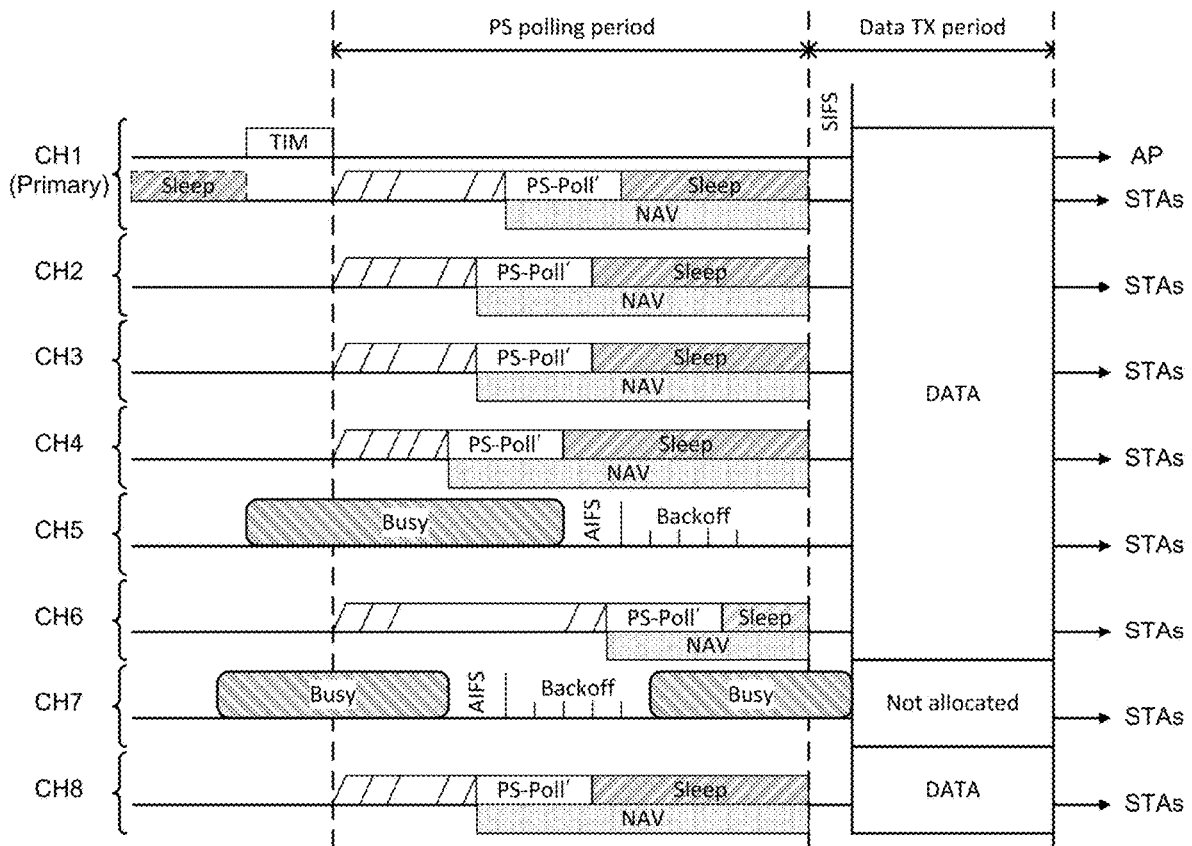 PS polling period
Data TX period
SIFS
CH1
(Primary)
TIM
AP
Sleep
PS-Poll′
Sleep
STAs
NAV
CH2
PS-Poll′
Sleep
STAs
NAV
CH3
PS-Poll′
Sleep
STAs
NAV
DATA
CH4
PS-Poll′
Sleep
STAs
NAV
CH5
Busy
AIFS
Backoff
STAs
CH6
PS-Poll′
Sleep
STAs
NAV
CH7
Busy
AIFS
Backoff
Busy
Not allocated
STAs
CH8
PS-Poll′
Sleep
DATA
STAs
NAV